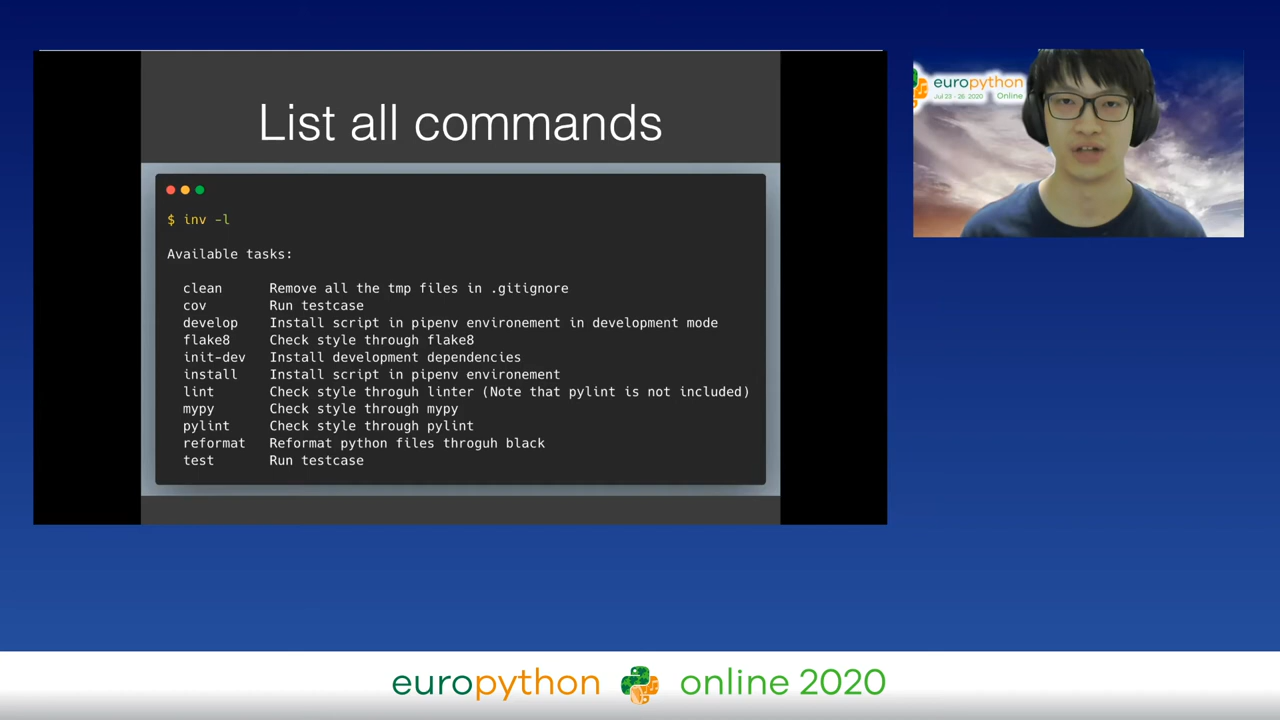 List all commands
$ inv -l
Available tasks:
clean Remove all the tmp files in .gitignore
cov Run testcase
develop Install script in pipenv environement in development mode
flake8 Check style through flake8
init-dev Install development dependencies
install Install script in pipenv environement
lint Check style throguh linter (Note that pylint is not included)
mypy Check style through mypy
pylint Check style through pylint
reformat Reformat python files throguh black
test Run testcase
europython
Jul 23 - 26 2020 Online
europython online 2020